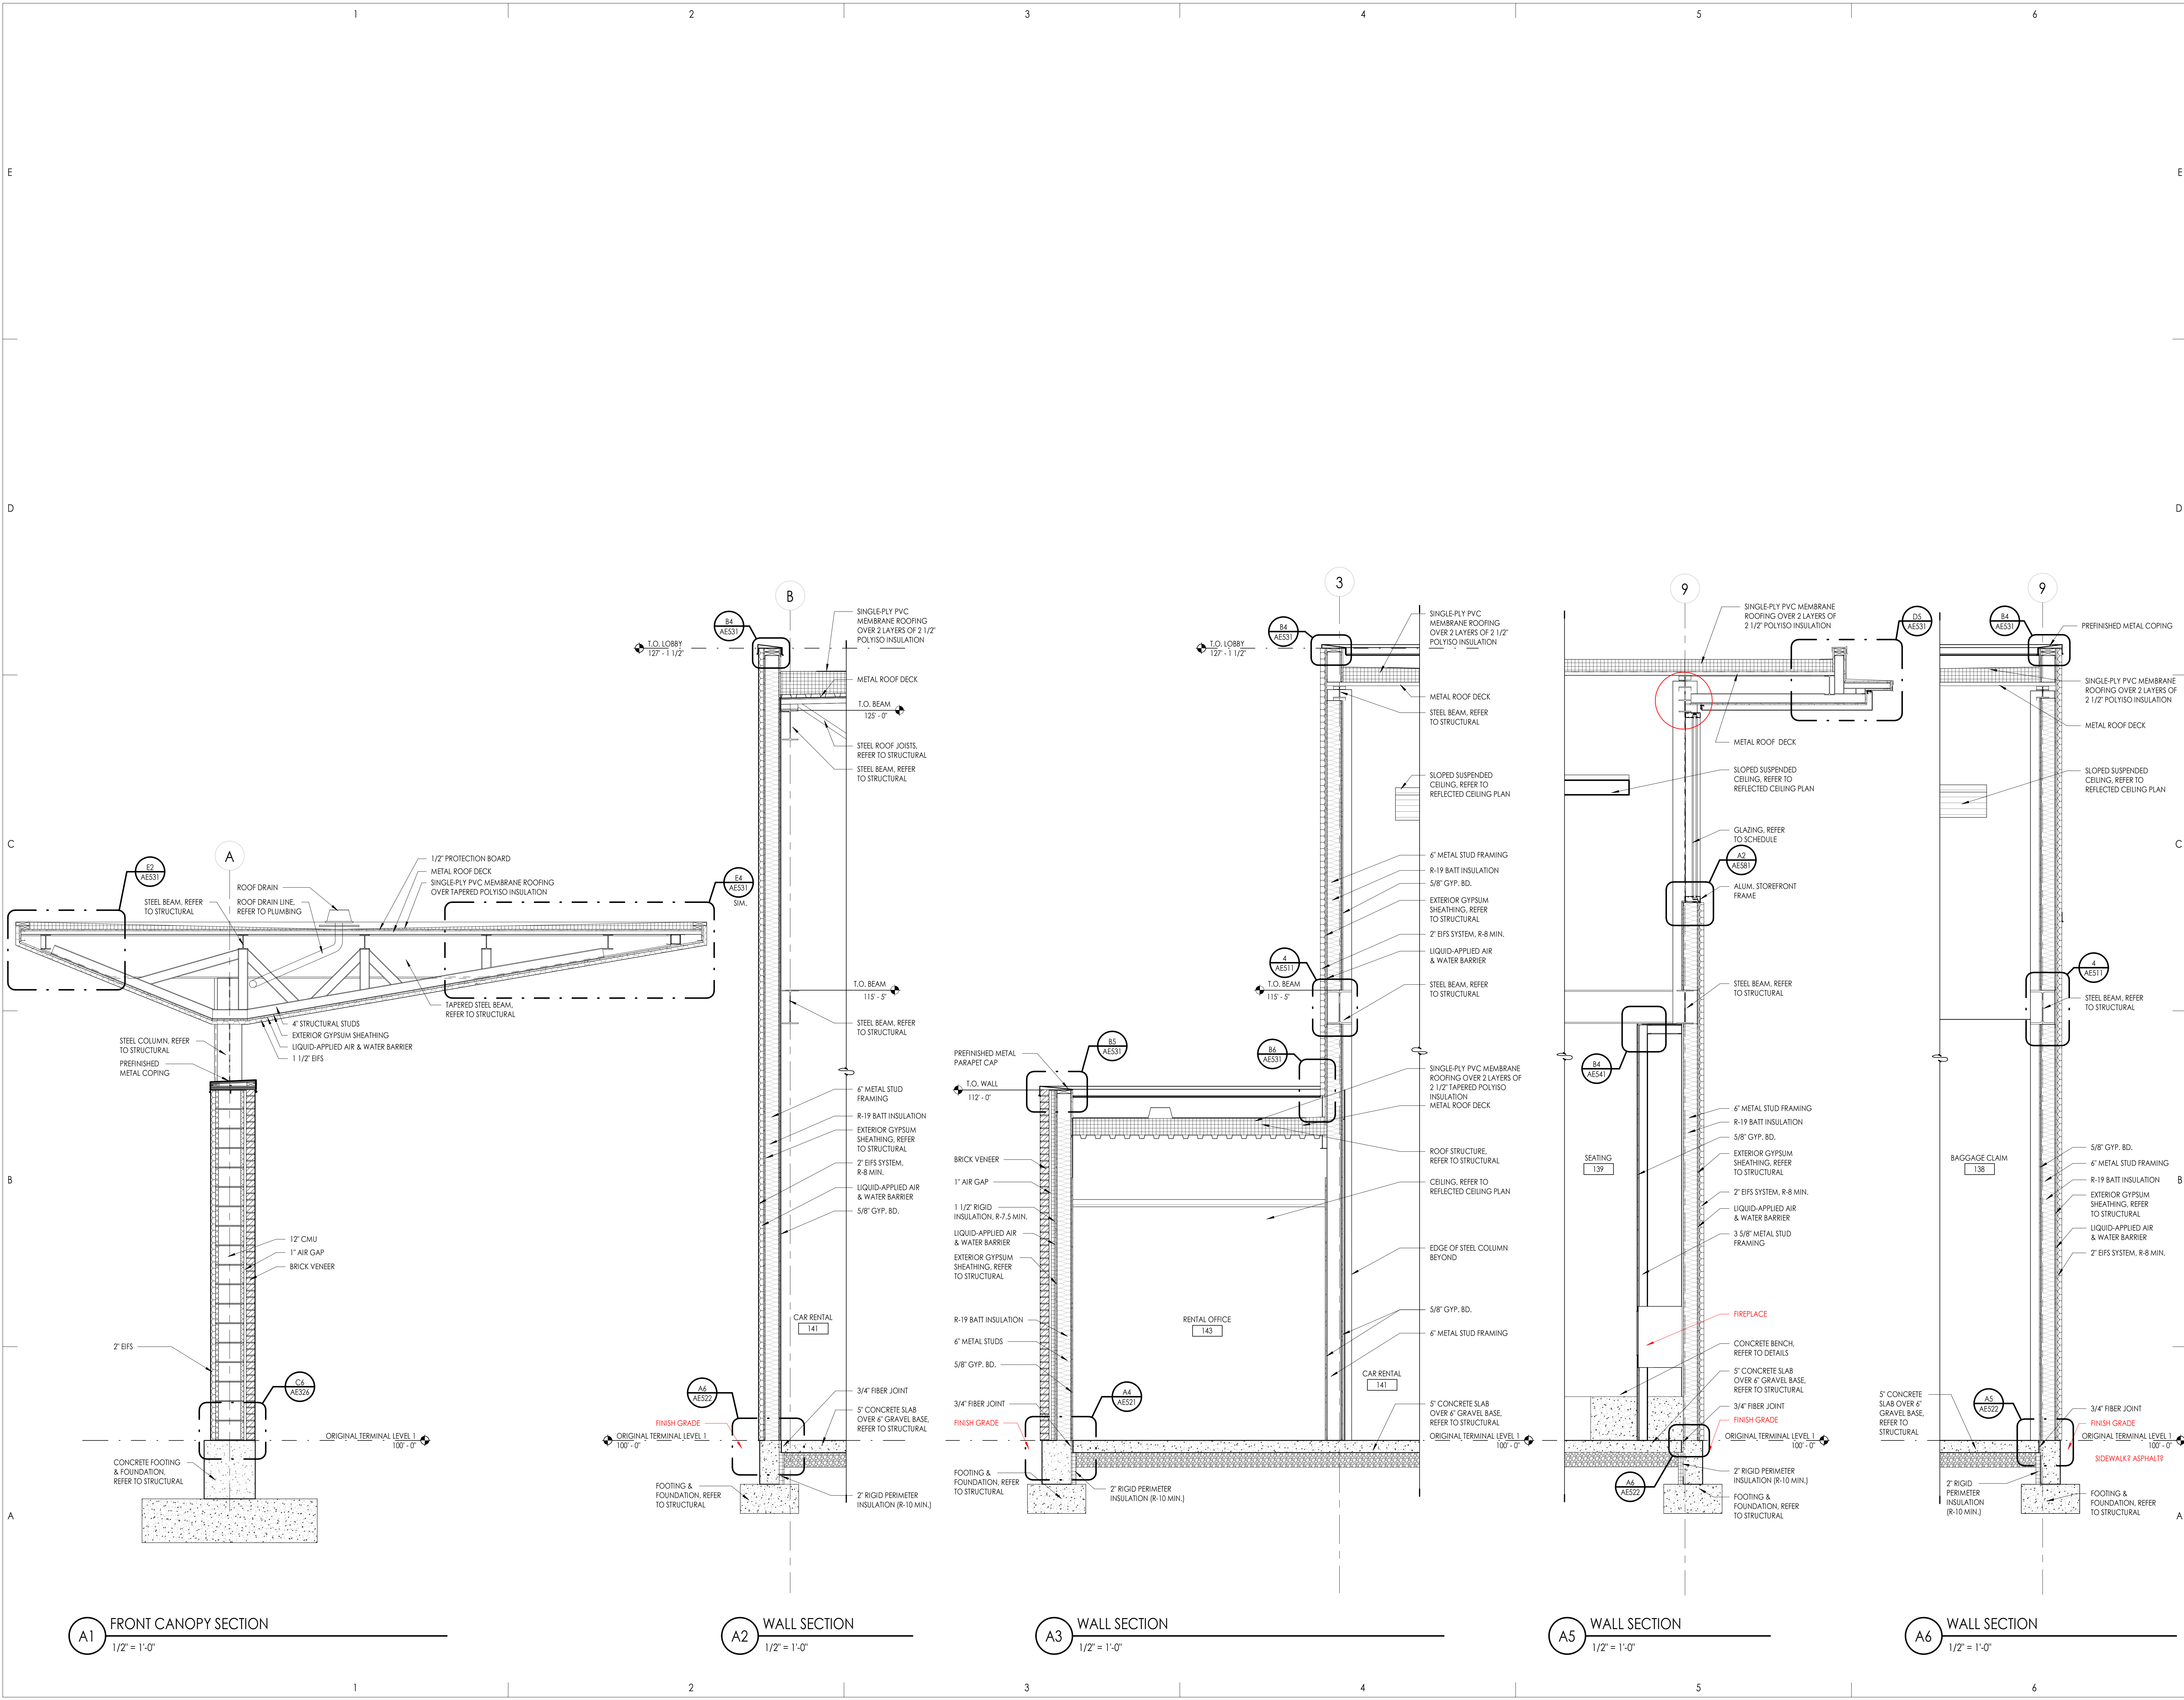 1 2 3 4 5 6
E E
D D
C C
B B
A A
A
E2
AE531
STEEL BEAM, REFER
TO STRUCTURAL
ROOF DRAIN
ROOF DRAIN LINE,
REFER TO PLUMBING
1/2" PROTECTION BOARD
METAL ROOF DECK
SINGLE-PLY PVC MEMBRANE ROOFING
OVER TAPERED POLYISO INSULATION
E4
AE531
SIM.
TAPERED STEEL BEAM,
REFER TO STRUCTURAL
4" STRUCTURAL STUDS
EXTERIOR GYPSUM SHEATHING
LIQUID-APPLIED AIR & WATER BARRIER
1 1/2" EIFS
STEEL COLUMN, REFER
TO STRUCTURAL
PREFINISHED
METAL COPING
12" CMU
1" AIR GAP
BRICK VENEER
2" EIFS
C6
AE326
ORIGINAL TERMINAL LEVEL 1
100' - 0"
CONCRETE FOOTING
& FOUNDATION,
REFER TO STRUCTURAL
A1
FRONT CANOPY SECTION
1/2" = 1'-0"
B
B4
AE531
T.O. LOBBY
127' - 1 1/2"
SINGLE-PLY PVC
MEMBRANE ROOFING
OVER 2 LAYERS OF 2 1/2"
POLYISO INSULATION
METAL ROOF DECK
T.O. BEAM
125' - 0"
STEEL ROOF JOISTS,
REFER TO STRUCTURAL
STEEL BEAM, REFER
TO STRUCTURAL
T.O. BEAM
115' - 5"
STEEL BEAM, REFER
TO STRUCTURAL
6" METAL STUD
FRAMING
R-19 BATT INSULATION
EXTERIOR GYPSUM
SHEATHING, REFER
TO STRUCTURAL
2" EIFS SYSTEM,
R-8 MIN.
LIQUID-APPLIED AIR
& WATER BARRIER
5/8" GYP. BD.
CAR RENTAL
141
A6
AE522
3/4" FIBER JOINT
5" CONCRETE SLAB
OVER 6" GRAVEL BASE,
REFER TO STRUCTURAL
FINISH GRADE
ORIGINAL TERMINAL LEVEL 1
100' - 0"
FOOTING &
FOUNDATION, REFER
TO STRUCTURAL
2" RIGID PERIMETER
INSULATION (R-10 MIN.)
A2
WALL SECTION
1/2" = 1'-0"
3
B4
AE531
T.O. LOBBY
127' - 1 1/2"
SINGLE-PLY PVC
MEMBRANE ROOFING
OVER 2 LAYERS OF 2 1/2"
POLYISO INSULATION
METAL ROOF DECK
STEEL BEAM, REFER
TO STRUCTURAL
SLOPED SUSPENDED
CEILING, REFER TO
REFLECTED CEILING PLAN
6" METAL STUD FRAMING
R-19 BATT INSULATION
5/8" GYP. BD.
EXTERIOR GYPSUM
SHEATHING, REFER
TO STRUCTURAL
2" EIFS SYSTEM, R-8 MIN.
LIQUID-APPLIED AIR
& WATER BARRIER
4
AE511
T.O. BEAM
115' - 5"
STEEL BEAM, REFER
TO STRUCTURAL
B5
AE531
B6
AE531
PREFINISHED METAL
PARAPET CAP
T.O. WALL
112' - 0"
SINGLE-PLY PVC MEMBRANE
ROOFING OVER 2 LAYERS OF
2 1/2" TAPERED POLYISO
INSULATION
METAL ROOF DECK
ROOF STRUCTURE,
REFER TO STRUCTURAL
CEILING, REFER TO
REFLECTED CEILING PLAN
EDGE OF STEEL COLUMN
BEYOND
5/8" GYP. BD.
6" METAL STUD FRAMING
BRICK VENEER
1" AIR GAP
1 1/2" RIGID
INSULATION, R-7.5 MIN.
LIQUID-APPLIED AIR
& WATER BARRIER
EXTERIOR GYPSUM
SHEATHING, REFER
TO STRUCTURAL
R-19 BATT INSULATION
6" METAL STUDS
5/8" GYP. BD.
3/4" FIBER JOINT
FINISH GRADE
RENTAL OFFICE
143
CAR RENTAL
141
A4
AE521
5" CONCRETE SLAB
OVER 6" GRAVEL BASE,
REFER TO STRUCTURAL
ORIGINAL TERMINAL LEVEL 1
100' - 0"
FOOTING &
FOUNDATION, REFER
TO STRUCTURAL
2" RIGID PERIMETER
INSULATION (R-10 MIN.)
A3
WALL SECTION
1/2" = 1'-0"
9
SINGLE-PLY PVC MEMBRANE
ROOFING OVER 2 LAYERS OF
2 1/2" POLYISO INSULATION
D5
AE531
METAL ROOF DECK
SLOPED SUSPENDED
CEILING, REFER TO
REFLECTED CEILING PLAN
GLAZING, REFER
TO SCHEDULE
A2
AE581
ALUM. STOREFRONT
FRAME
STEEL BEAM, REFER
TO STRUCTURAL
B4
AE541
6" METAL STUD FRAMING
R-19 BATT INSULATION
5/8" GYP. BD.
EXTERIOR GYPSUM
SHEATHING, REFER
TO STRUCTURAL
2" EIFS SYSTEM, R-8 MIN.
LIQUID-APPLIED AIR
& WATER BARRIER
3 5/8" METAL STUD
FRAMING
SEATING
139
FIREPLACE
CONCRETE BENCH,
REFER TO DETAILS
5" CONCRETE SLAB
OVER 6" GRAVEL BASE,
REFER TO STRUCTURAL
3/4" FIBER JOINT
FINISH GRADE
ORIGINAL TERMINAL LEVEL 1
100' - 0"
A6
AE522
2" RIGID PERIMETER
INSULATION (R-10 MIN.)
FOOTING &
FOUNDATION, REFER
TO STRUCTURAL
A5
WALL SECTION
1/2" = 1'-0"
9
B4
AE531
PREFINISHED METAL COPING
SINGLE-PLY PVC MEMBRANE
ROOFING OVER 2 LAYERS OF
2 1/2" POLYISO INSULATION
METAL ROOF DECK
SLOPED SUSPENDED
CEILING, REFER TO
REFLECTED CEILING PLAN
4
AE511
STEEL BEAM, REFER
TO STRUCTURAL
BAGGAGE CLAIM
138
5/8" GYP. BD.
6" METAL STUD FRAMING
R-19 BATT INSULATION
EXTERIOR GYPSUM
SHEATHING, REFER
TO STRUCTURAL
LIQUID-APPLIED AIR
& WATER BARRIER
2" EIFS SYSTEM, R-8 MIN.
5" CONCRETE
SLAB OVER 6"
GRAVEL BASE,
REFER TO
STRUCTURAL
A5
AE522
3/4" FIBER JOINT
FINISH GRADE
ORIGINAL TERMINAL LEVEL 1
100' - 0"
SIDEWALK? ASPHALT?
2" RIGID
PERIMETER
INSULATION
(R-10 MIN.)
FOOTING &
FOUNDATION, REFER
TO STRUCTURAL
A6
WALL SECTION
1/2" = 1'-0"
1 2 3 4 5 6